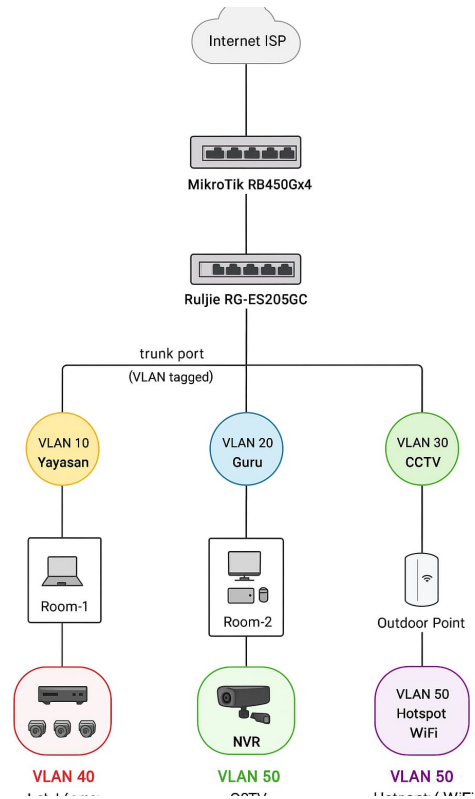 Internet ISP
MikroTik RB450Gx4
Ruljie RG-ES205GC
trunk port
(VLAN tagged)
VLAN 10
Yayasan
VLAN 20
Guru
VLAN 30
CCTV
Room-1
Room-2
Outdoor Point
NVR
VLAN 50
Hotspot
WiFi
VLAN 40
VLAN 50
VLAN 50